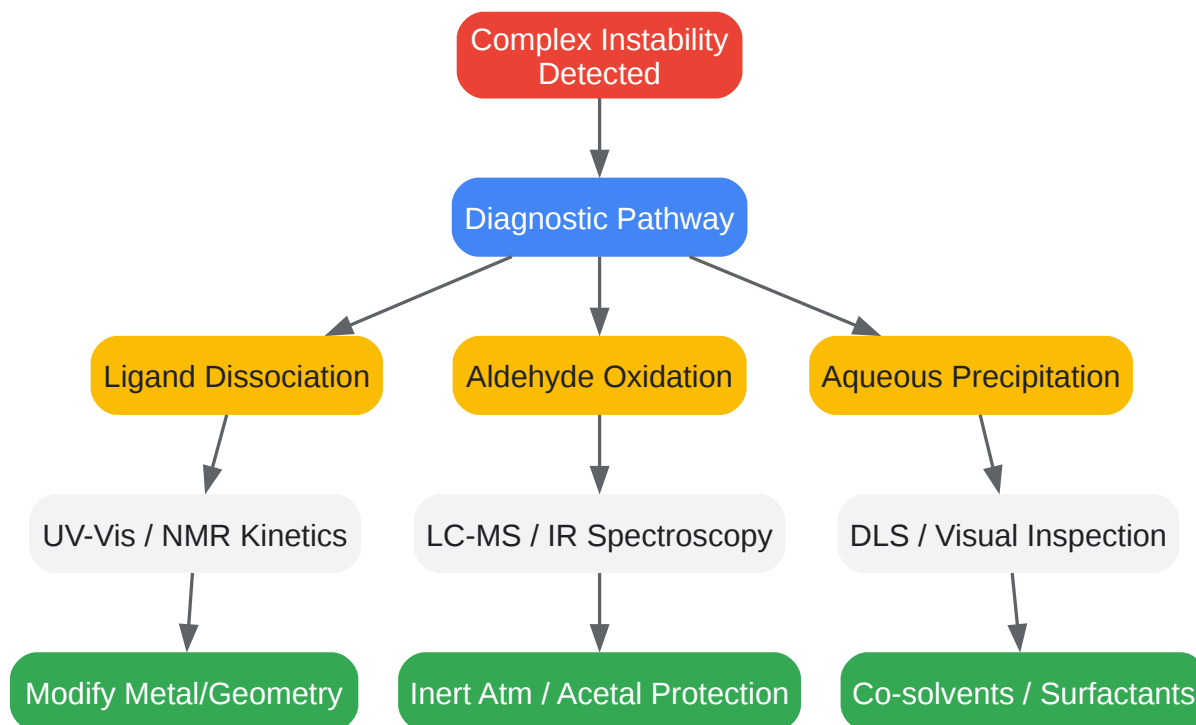 Complex Instability
Detected
Diagnostic Pathway
Ligand Dissociation
Aldehyde Oxidation
Aqueous Precipitation
UV-Vis / NMR Kinetics
LC-MS / IR Spectroscopy
DLS / Visual Inspection
Modify Metal/Geometry
Inert Atm / Acetal Protection
Co-solvents / Surfactants